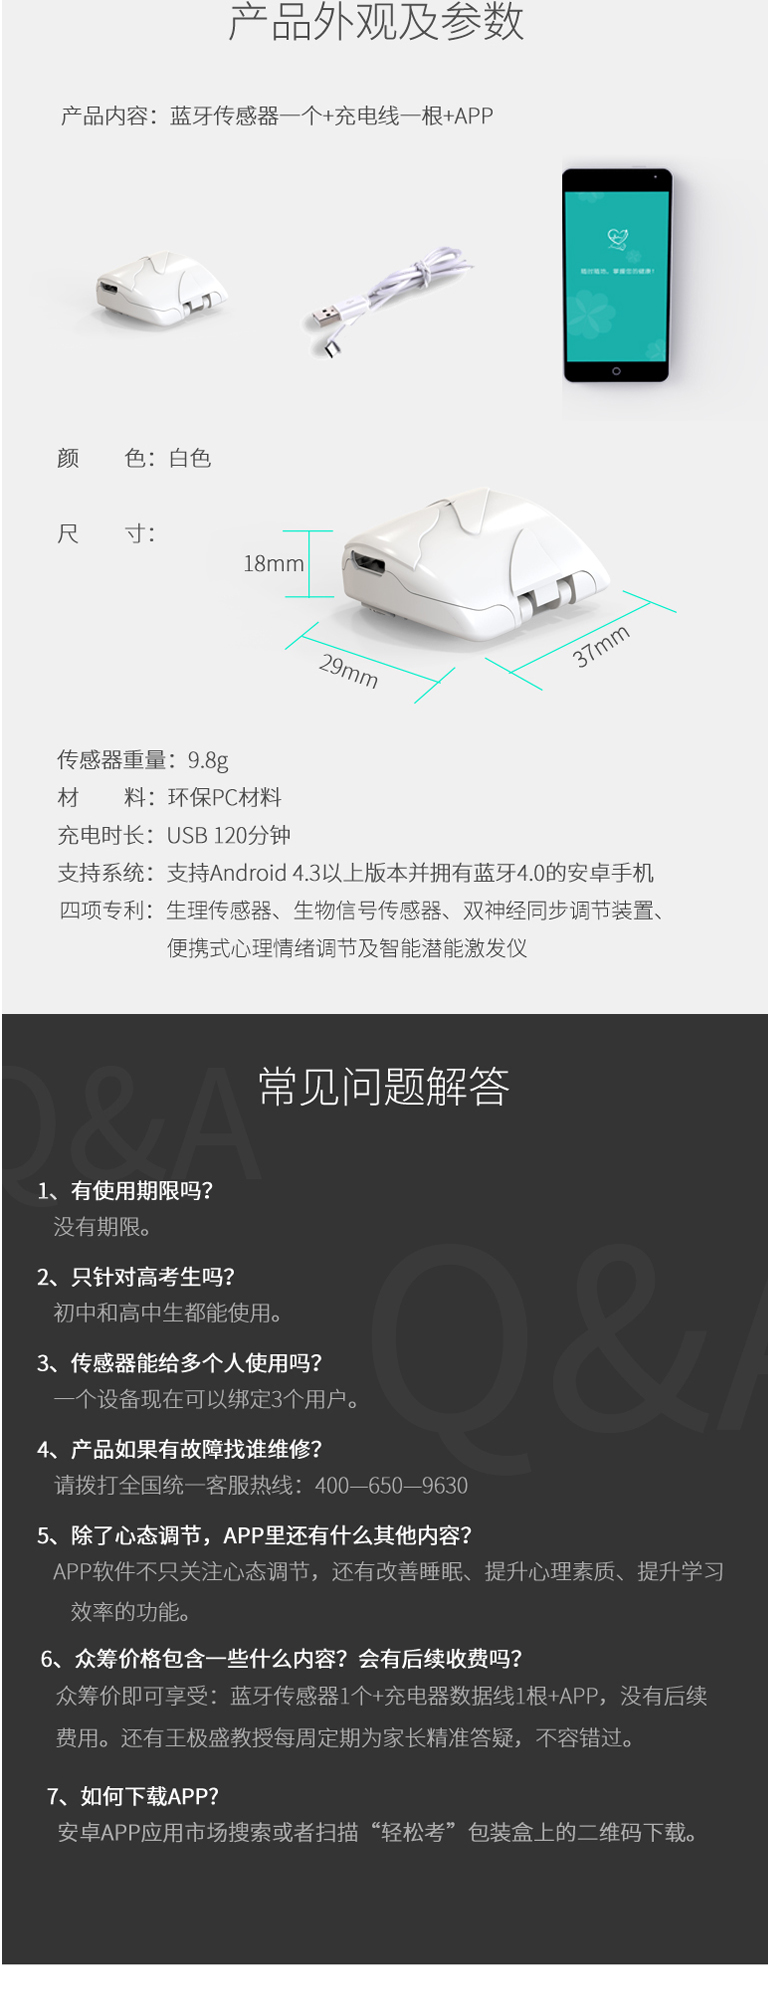 产品外观及参数
产品内容：蓝牙传感器一个+充电线一根+APP
颜 色：白色
尺 寸：
18mm
29mm
37mm
传感器重量：9.8g
材 料：环保PC材料
充电时长：USB 120分钟
支持系统：支持Android 4.3以上版本并拥有蓝牙4.0的安卓手机
四项专利：生理传感器、生物信号传感器、双神经同步调节装置、
便携式心理情绪调节及智能潜能激发仪
Q&A
常见问题解答
1、有使用期限吗？
没有期限。
2、只针对高考生吗？
初中和高中生都能使用。
Q&A
3、传感器能给多个人使用吗？
一个设备现在可以绑定3个用户。
4、产品如果有故障找谁维修？
请拨打全国统一客服热线：400—650—9630
5、除了心态调节，APP里还有什么其他内容？
APP软件不只关注心态调节，还有改善睡眠、提升心理素质、提升学习
效率的功能。
6、众筹价格包含一些什么内容？会有后续收费吗？
众筹价即可享受：蓝牙传感器1个+充电器数据线1根+APP，没有后续
费用。还有王极盛教授每周定期为家长精准答疑，不容错过。
7、如何下载APP？
安卓APP应用市场搜索或者扫描“轻松考”包装盒上的二维码下载。